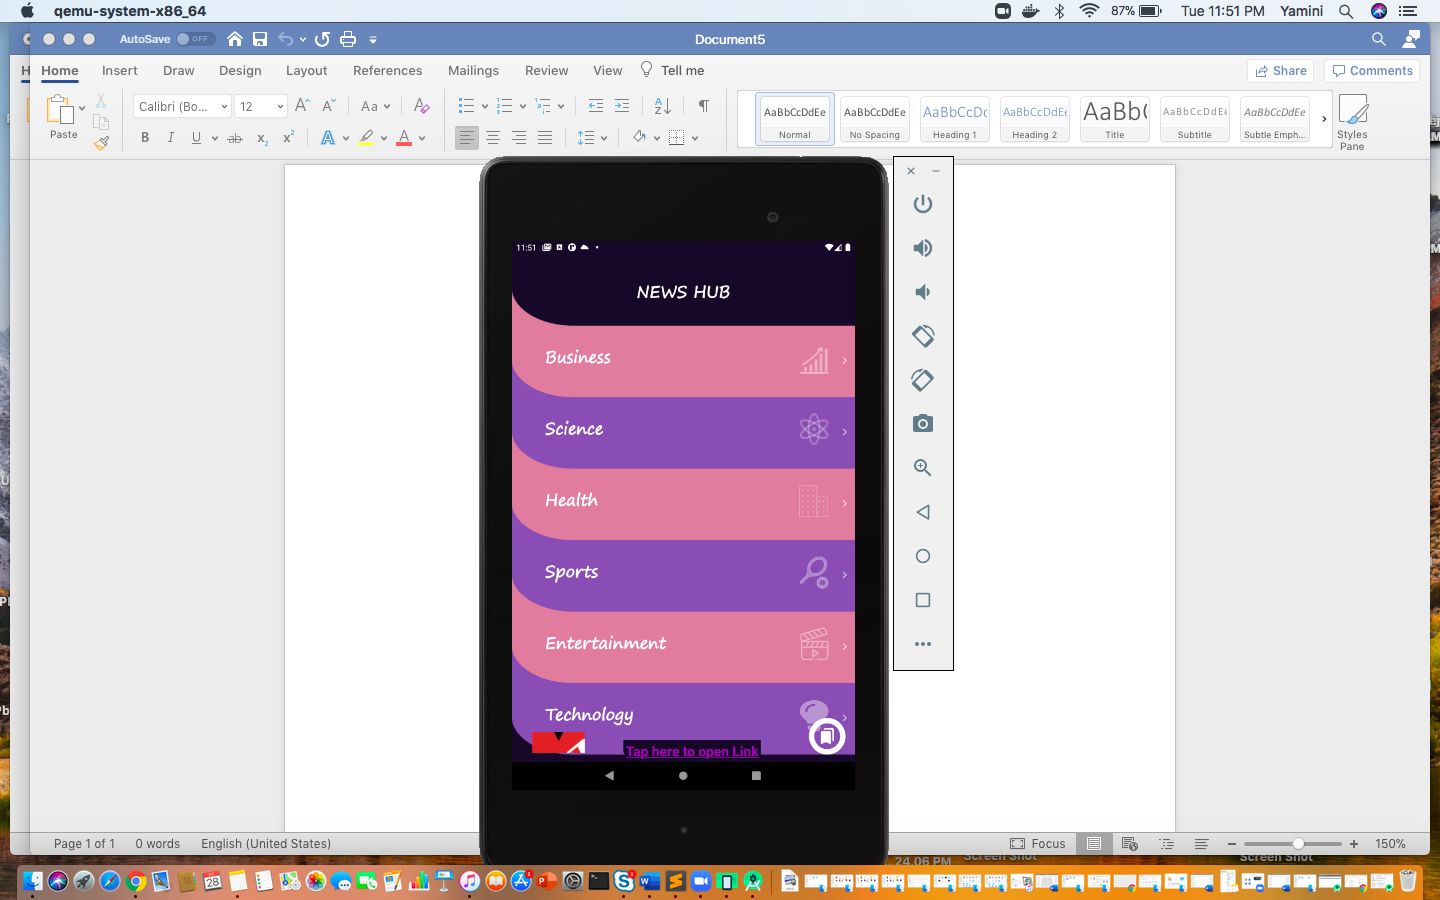 qemu-system-x86_64
87%
Tue 11:51 PM
Yamini
AutoSave
OFF
Document5
H
Home
Insert
Draw
Design
Layout
References
Mailings
Review
View
Tell me
Share
Comments
Paste
Calibri (Bo...
12
Aa
AaBbCcDdEe
Normal
AaBbCcDdEe
No Spacing
AaBbCcDc
Heading 1
AaBbCcDdEe
Heading 2
AaBb(
Title
AaBbCcDdEe
Subtitle
AaBbCcDdEe
Subtle Emph...
Styles
Pane
11:51
NEWS HUB
Business
Science
Health
Sports
Entertainment
Technology
Tap here to open Link
Page 1 of 1
0 words
English (United States)
Focus
150%
...24.06 PM
Screen Shot
Screen Shot
28